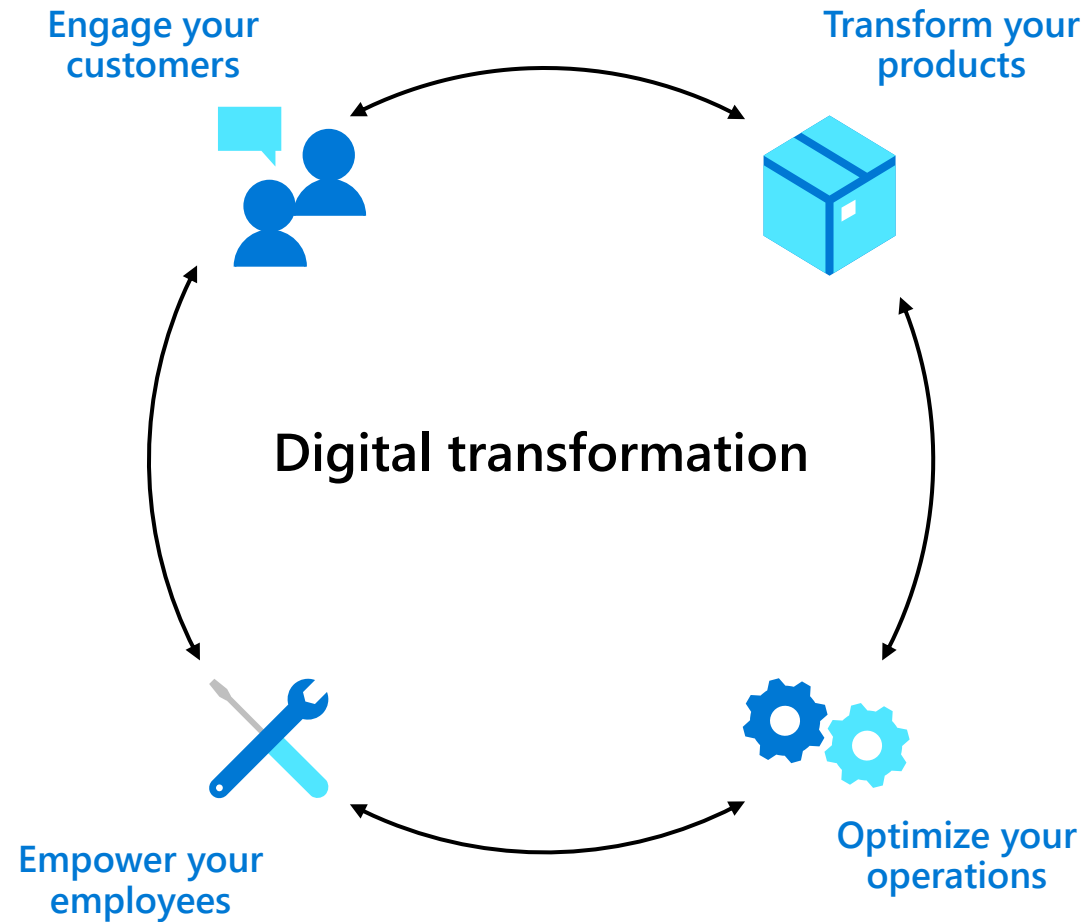 Engage your
customers
Transform your
products
Digital transformation
Empower your
employees
Optimize your
operations